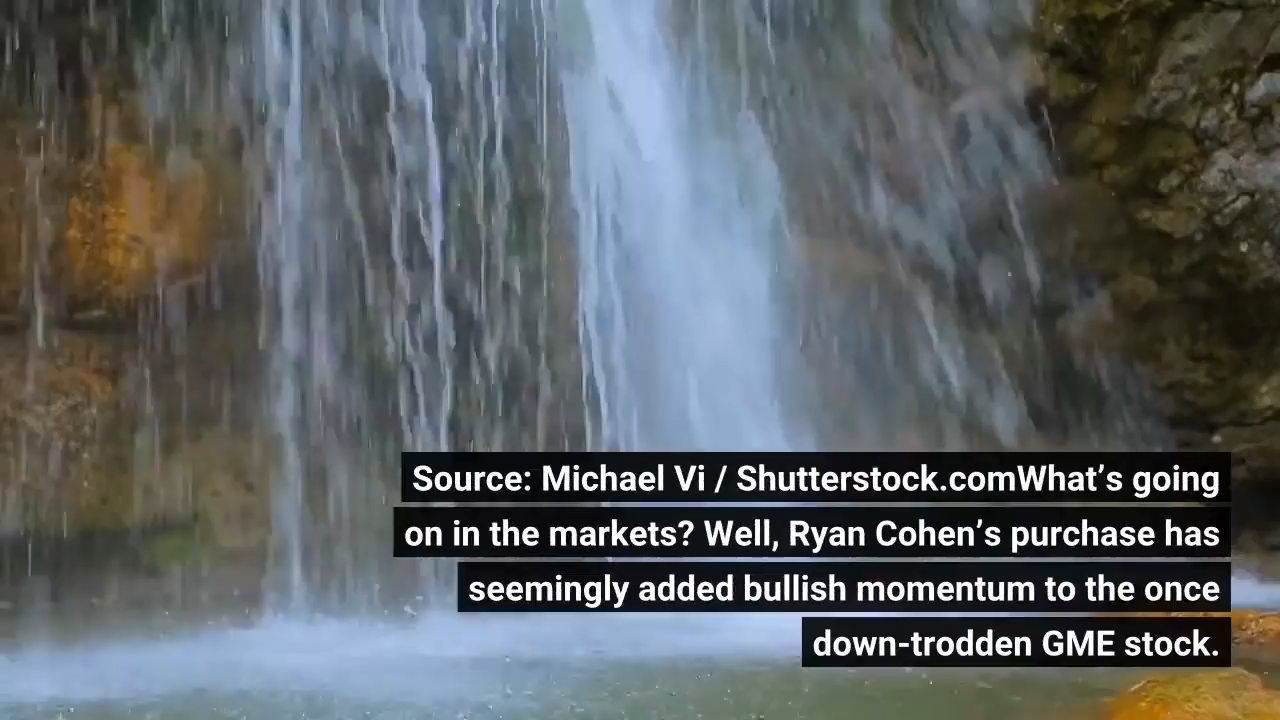 Source: Michael Vi / Shutterstock.comWhat’s going
on in the markets? Well, Ryan Cohen’s purchase has
seemingly added bullish momentum to the once
down-trodden GME stock.